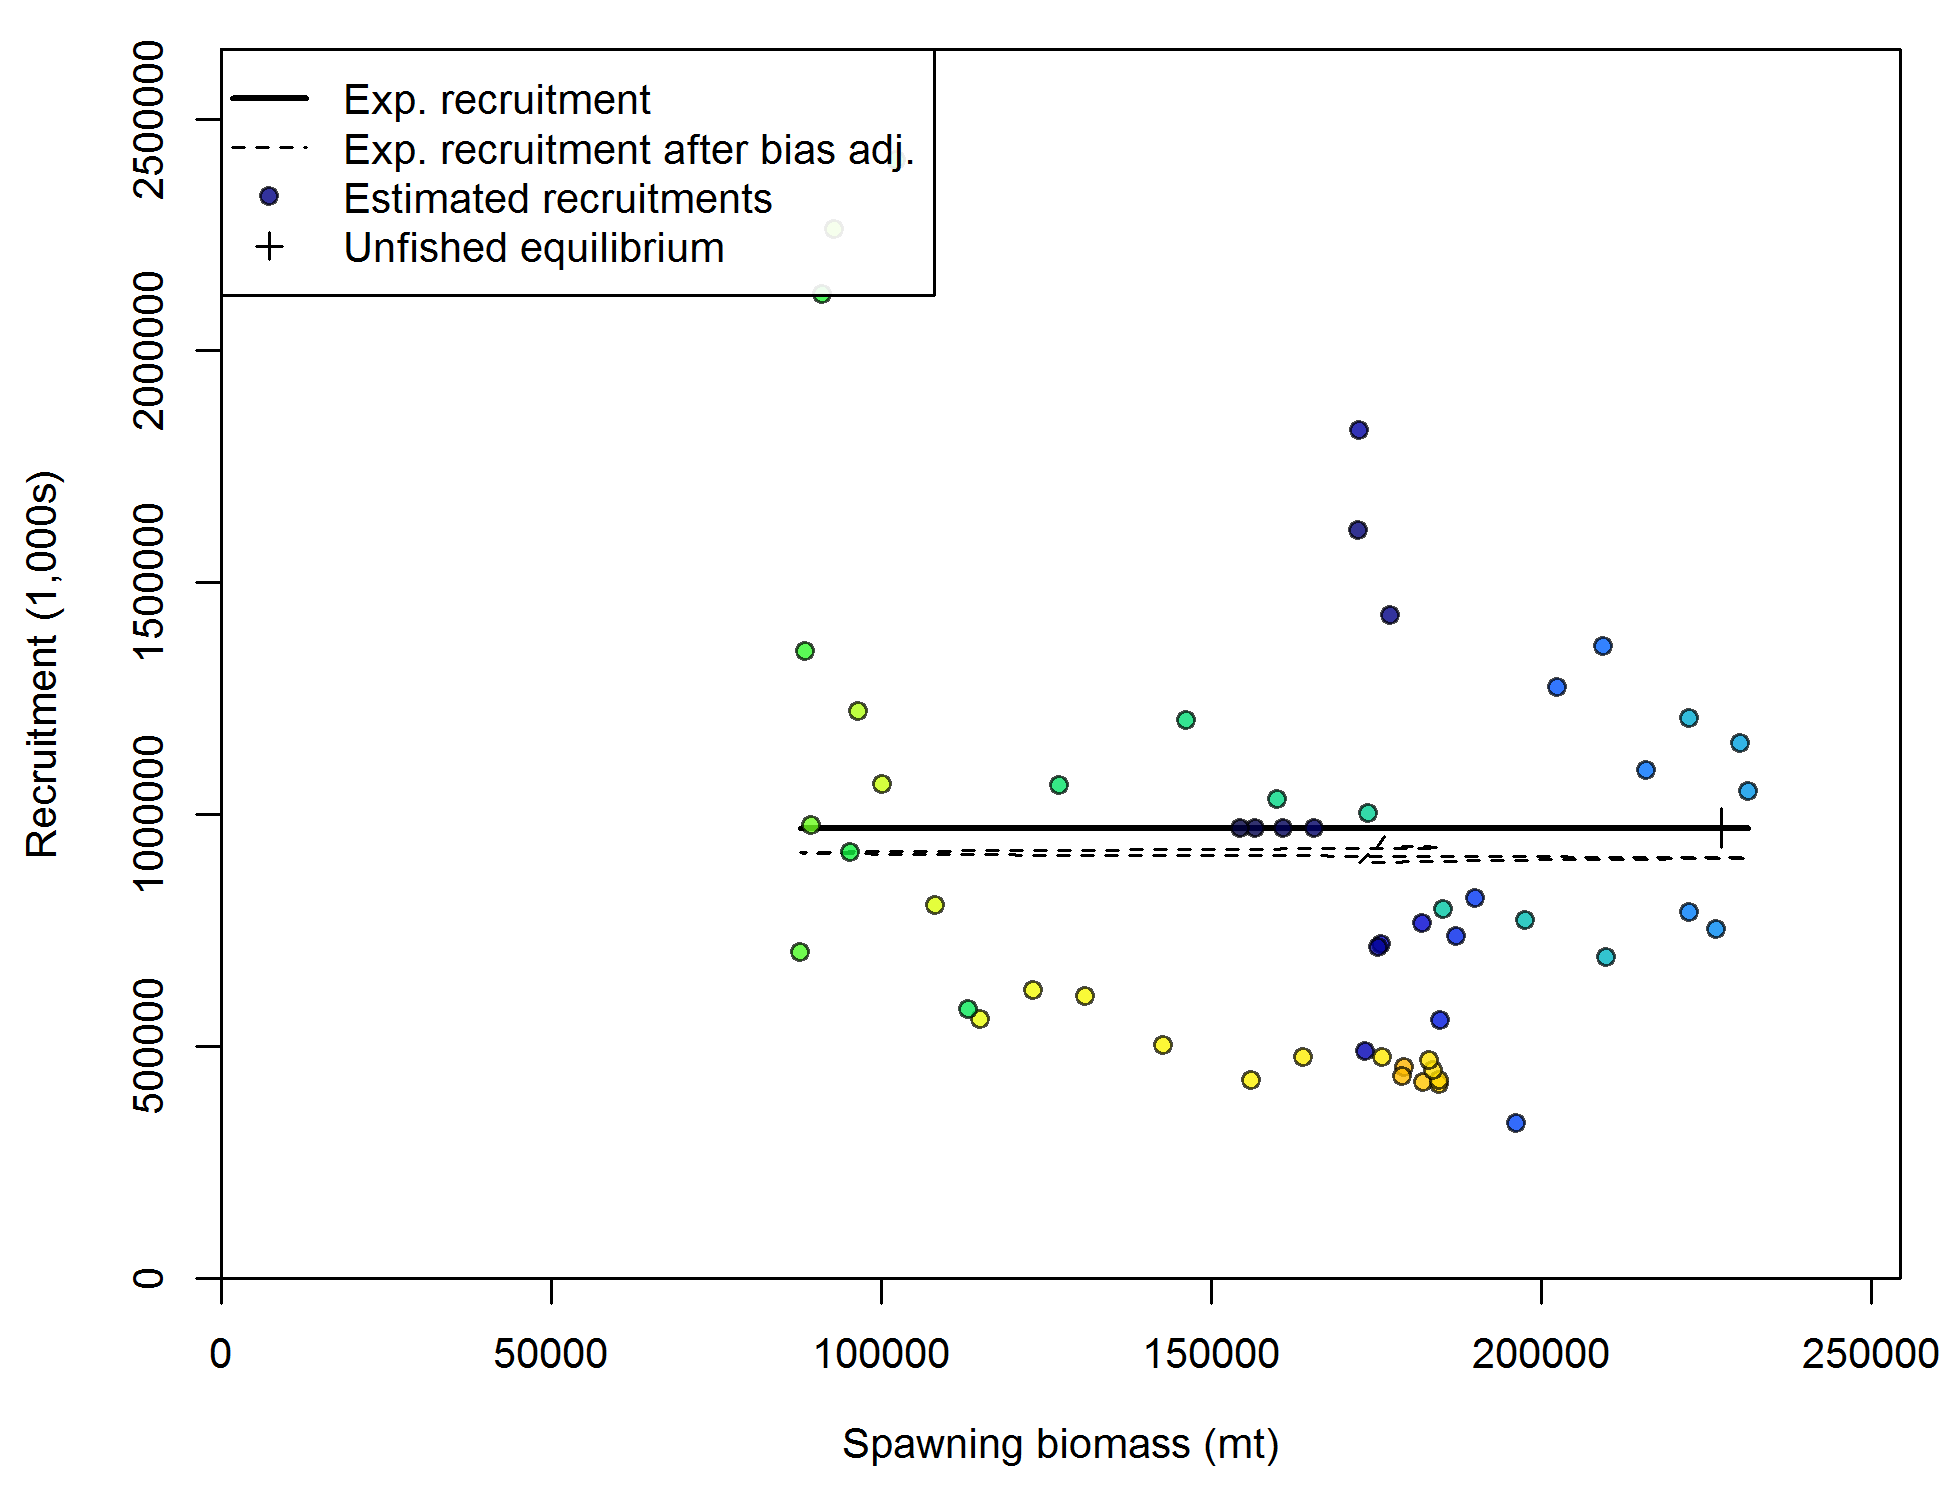 Exp. recruitment
Exp. recruitment after bias adj.
Estimated recruitments
Unfished equilibrium
Recruitment (1,000s)
2500000
2000000
1500000
1000000
500000
0
0 50000 100000 150000 200000 250000
Spawning biomass (mt)